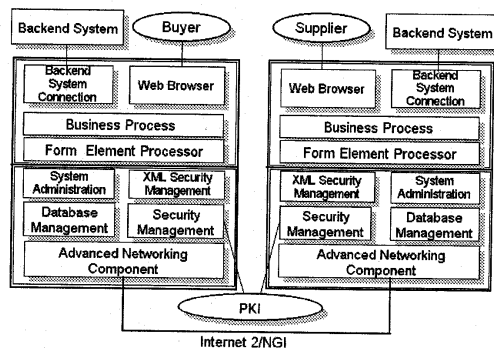 Backend System
Buyer
Supplier
Backend System
Backend
System
Connection
Web Browser
Business Process
Form Element Processor
System
Administration
XML Security
Management
Database
Management
Security
Management
Advanced Networking
Component
Web Browser
Backend
System
Connection
Business Process
Form Element Processor
XML Security
Management
System
Administration
Security
Management
Database
Management
Advanced Networking
Component
PKI
Internet 2/NGI